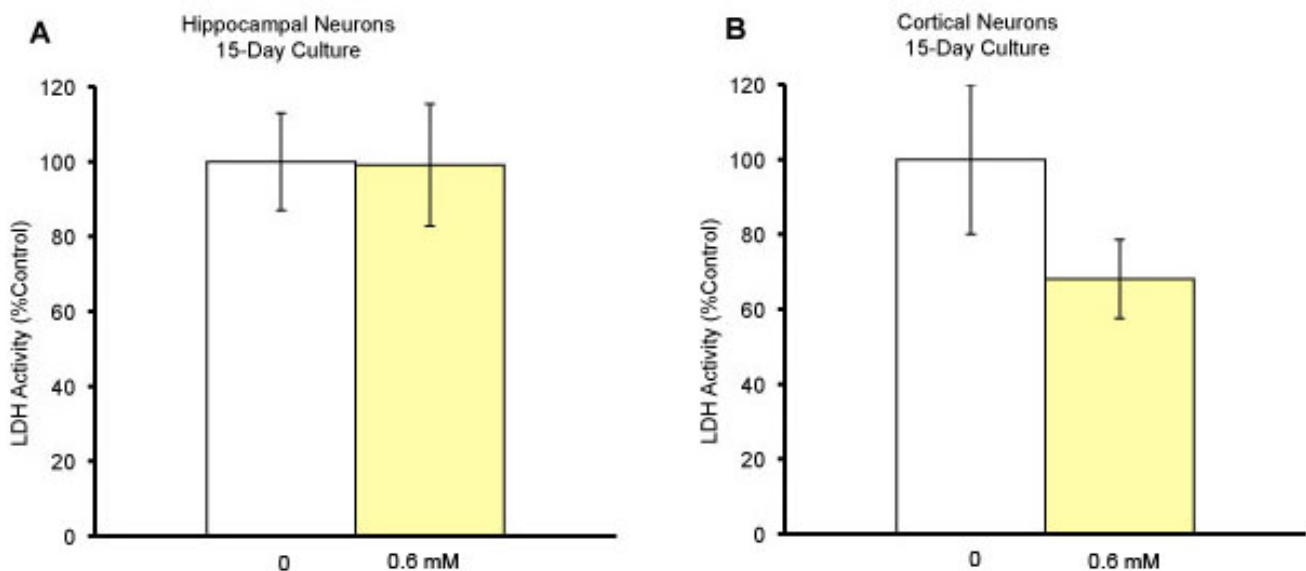 A
Hippocampal Neurons
15-Day Culture
LDH Activity (%Control)
120
100
80
60
40
20
0
0
0.6 mM
B
Cortical Neurons
15-Day Culture
LDH Activity (%Control)
120
100
80
60
40
20
0
0
0.6 mM